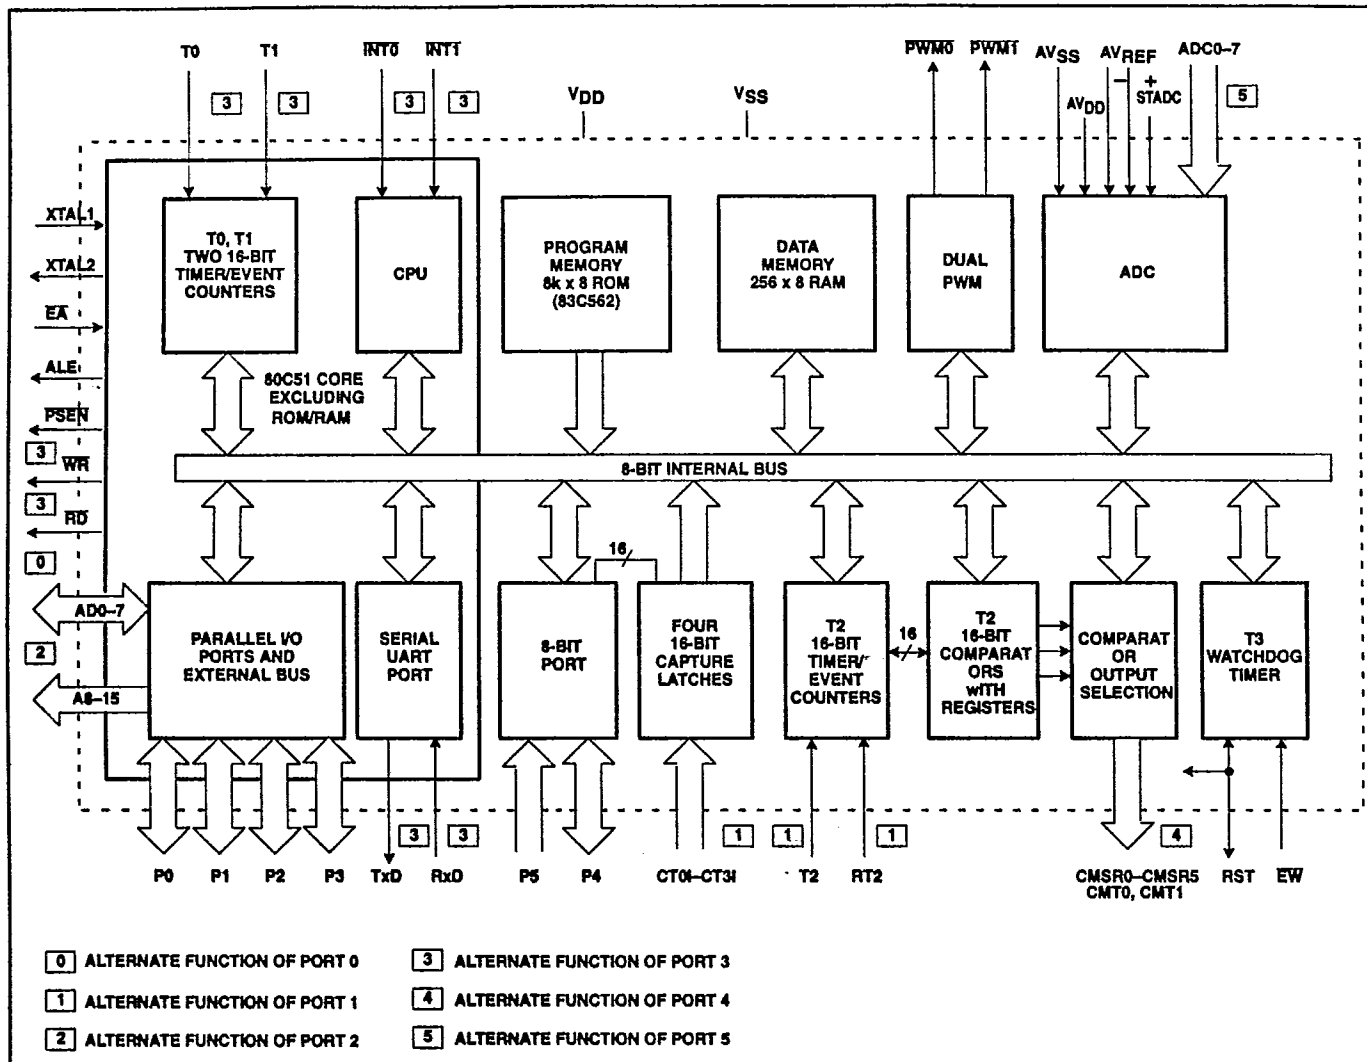 T0 T1 INT0 INT1 PWM0 PWM1 AVSS AVREF ADC0–7
– +
STADC
AVDD
3 3 3 3 5
VDD VSS
XTAL1
XTAL2
EA
ALE
PSEN
3 WR
3 RD
0
AD0–7
2
A8–15
T0, T1
TWO 16-BIT
TIMER/EVENT
COUNTERS
CPU
PROGRAM
MEMORY
8k x 8 ROM
(83C562)
DATA
MEMORY
256 x 8 RAM
DUAL
PWM
ADC
80C51 CORE
EXCLUDING
ROM/RAM
8-BIT INTERNAL BUS
PARALLEL I/O
PORTS AND
EXTERNAL BUS
SERIAL
UART
PORT
8-BIT
PORT
16
FOUR
16-BIT
CAPTURE
LATCHES
T2
16-BIT
TIMER/
EVENT
COUNTERS
16
T2
16-BIT
COMPARAT
ORS
wITH
REGISTERS
COMPARAT
OR
OUTPUT
SELECTION
T3
WATCHDOG
TIMER
3 3 1 1 1 4
P0 P1 P2 P3 TxD RxD P5 P4 CT0I–CT3I T2 RT2 CMSR0–CMSR5 RST EW
CMT0, CMT1
0 ALTERNATE FUNCTION OF PORT 0
1 ALTERNATE FUNCTION OF PORT 1
2 ALTERNATE FUNCTION OF PORT 2
3 ALTERNATE FUNCTION OF PORT 3
4 ALTERNATE FUNCTION OF PORT 4
5 ALTERNATE FUNCTION OF PORT 5